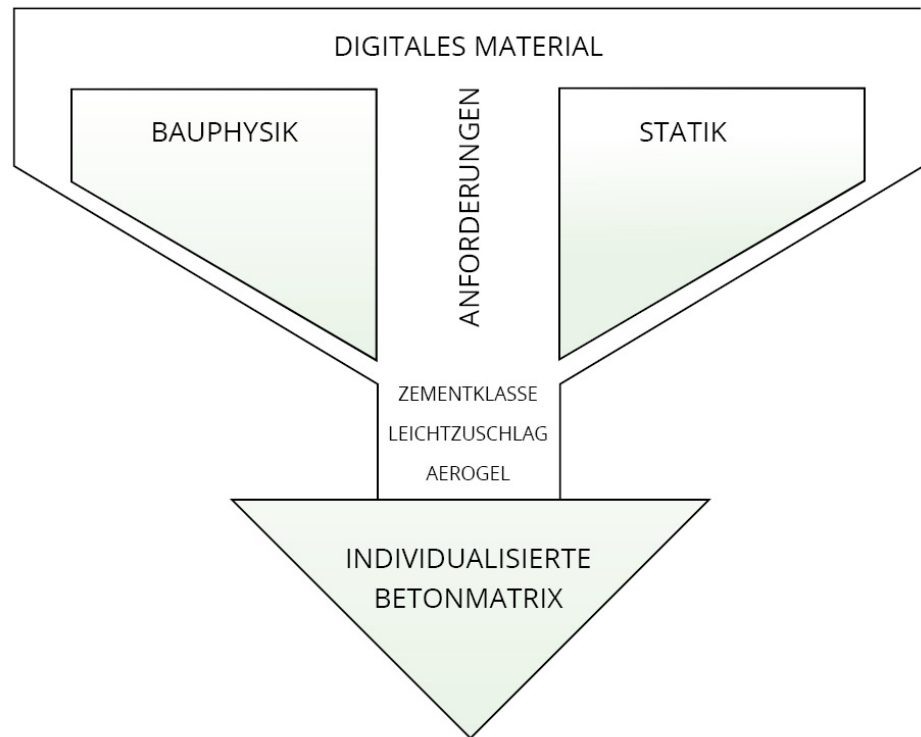 DIGITALES MATERIAL
BAUPHYSIK
ANFORDERUNGEN
STATIK
ZEMENTKLASSE
LEICHTZUSCHLAG
AEROGEL
INDIVIDUALISIERTE
BETONMATRIX